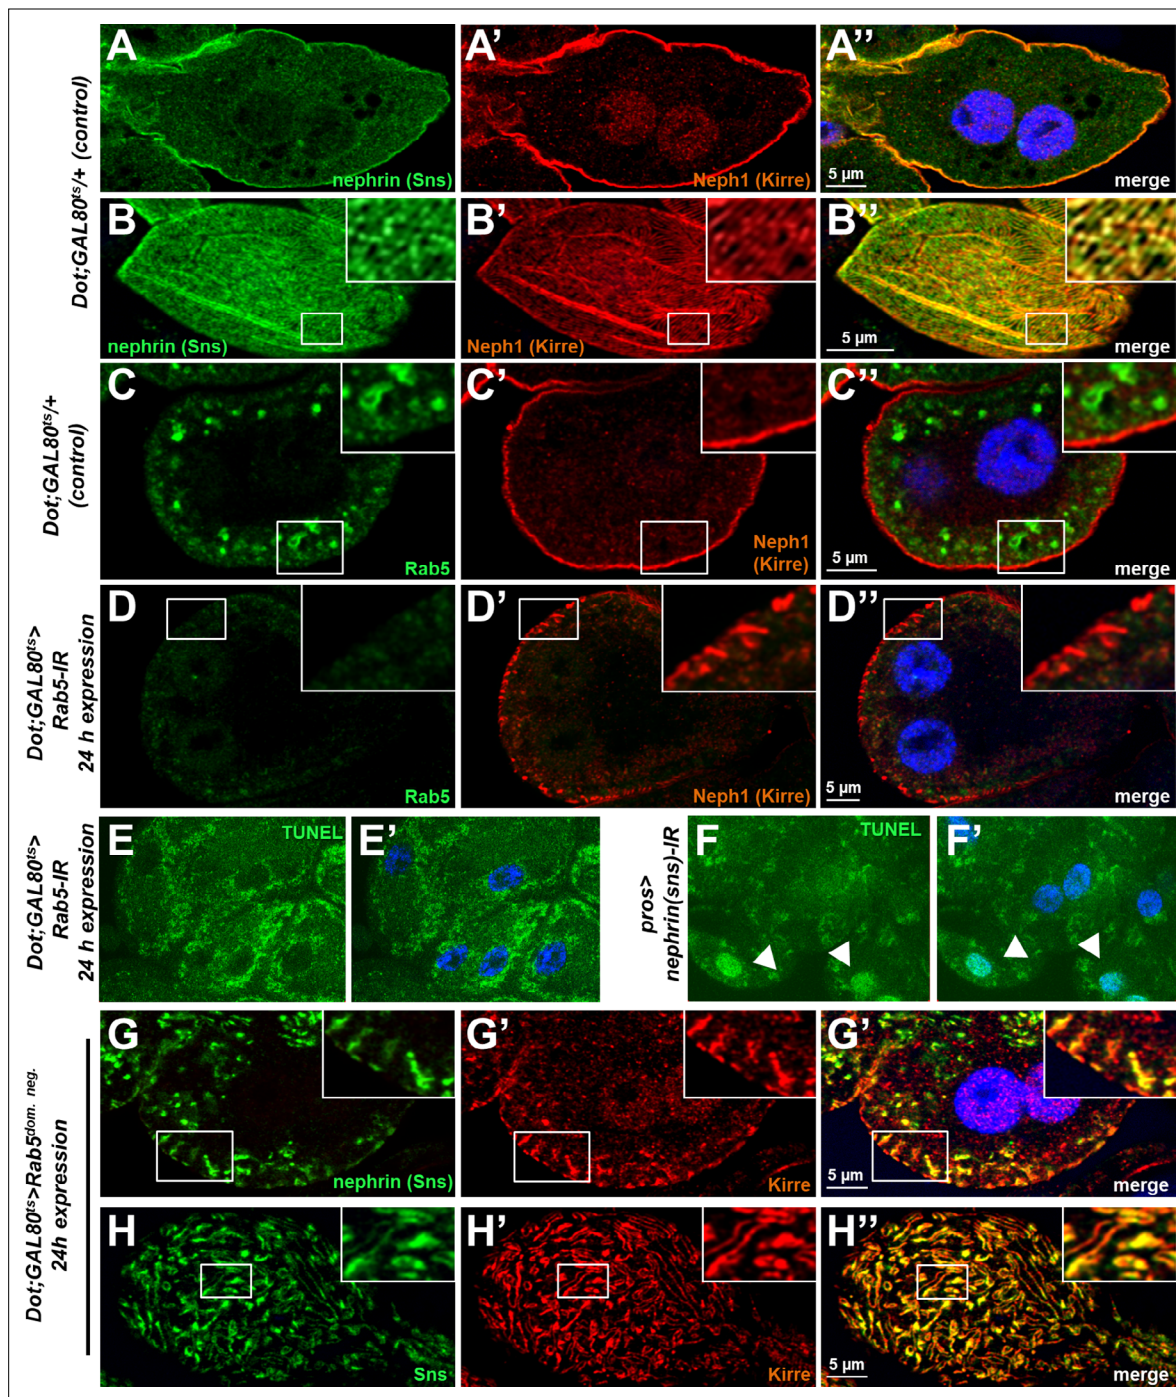 Dot;GAL80ts/+ (control)
A
nephrin (Sns)
A'
Neph1 (Kirre)
A''
5 µm
merge
B
nephrin (Sns)
B'
Neph1 (Kirre)
B''
5 µm
merge
Dot;GAL80ts/+
(control)
C
Rab5
C'
Neph1
(Kirre)
C''
5 µm
merge
Dot;GAL80ts>
Rab5-IR
24 h expression
D
Rab5
D'
Neph1 (Kirre)
D''
5 µm
merge
Dot;GAL80ts>
Rab5-IR
24 h expression
E
TUNEL
E'
pros>
nephrin(sns)-IR
F
TUNEL
F'
Dot;GAL80ts>Rab5dom. neg.
24h expression
G
nephrin (Sns)
G'
Kirre
G'
5 µm
merge
H
Sns
H'
Kirre
H''
5 µm
merge